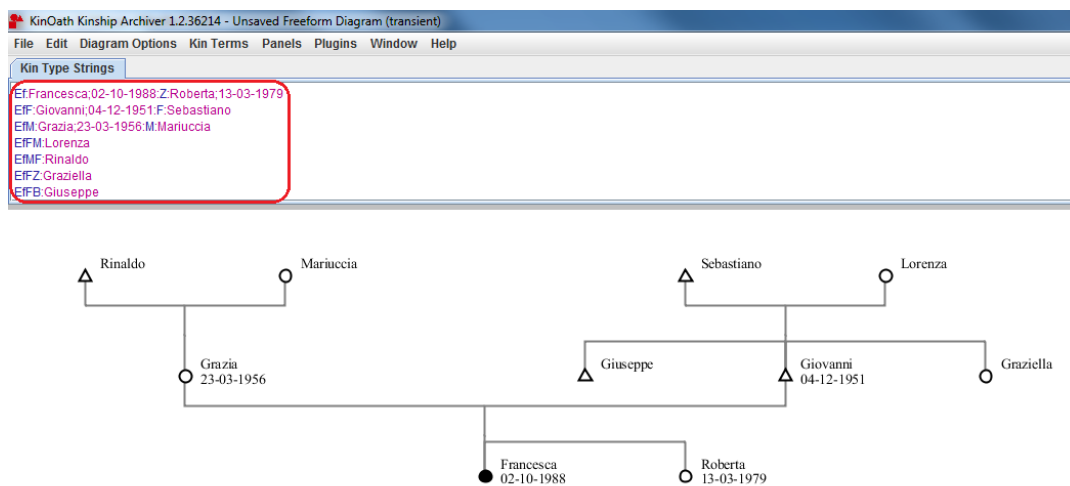 KinOath Kinship Archiver 1.2.36214 - Unsaved Freeform Diagram (transient)
File Edit Diagram Options Kin Terms Panels Plugins Window Help
Kin Type Strings
Ef:Francesca;02-10-1988:Z:Roberta;13-03-1979
EfF:Giovanni;04-12-1951:F:Sebastiano
EfM:Grazia;23-03-1956:M:Mariuccia
EfFM:Lorenza
EfMF:Rinaldo
EfFZ:Graziella
EfFB:Giuseppe
Rinaldo Mariuccia Sebastiano Lorenza
Grazia Giuseppe Giovanni Graziella
23-03-1956 04-12-1951
Francesca Roberta
02-10-1988 13-03-1979